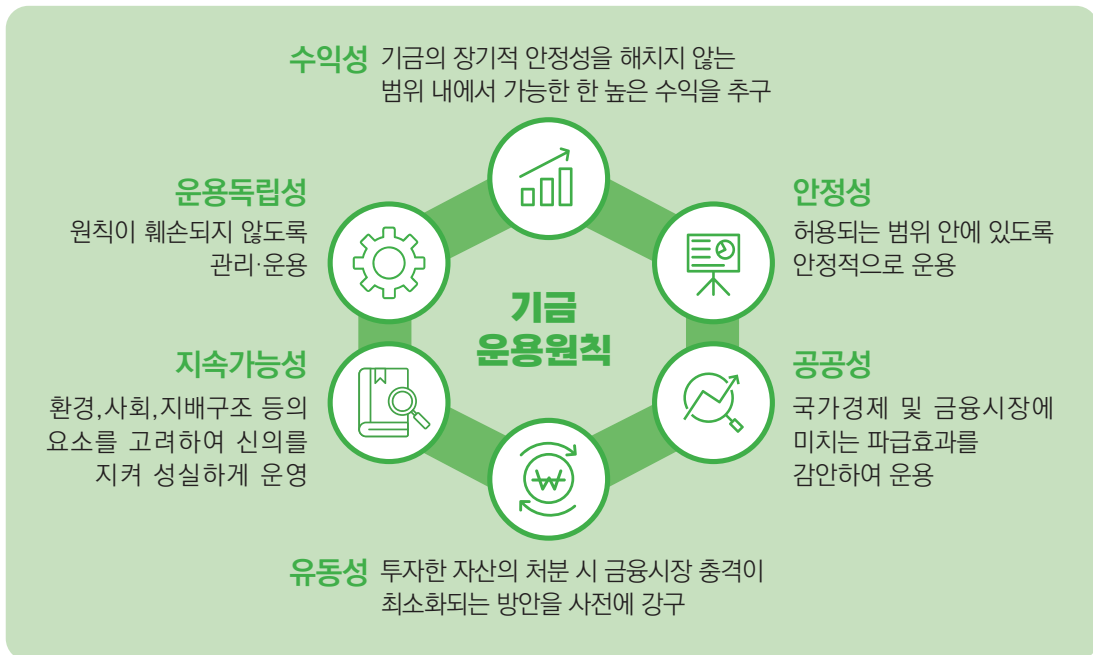 수익성 기금의 장기적 안정성을 해치지 않는
범위 내에서 가능한 한 높은 수익을 추구
운용독립성
원칙이 훼손되지 않도록
관리·운용
안정성
허용되는 범위 안에 있도록
안정적으로 운용
기금
운용원칙
지속가능성
환경,사회,지배구조 등의
요소를 고려하여 신의를
지켜 성실하게 운영
공공성
국가경제 및 금융시장에
미치는 파급효과를
감안하여 운용
유동성 투자한 자산의 처분 시 금융시장 충격이
최소화되는 방안을 사전에 강구